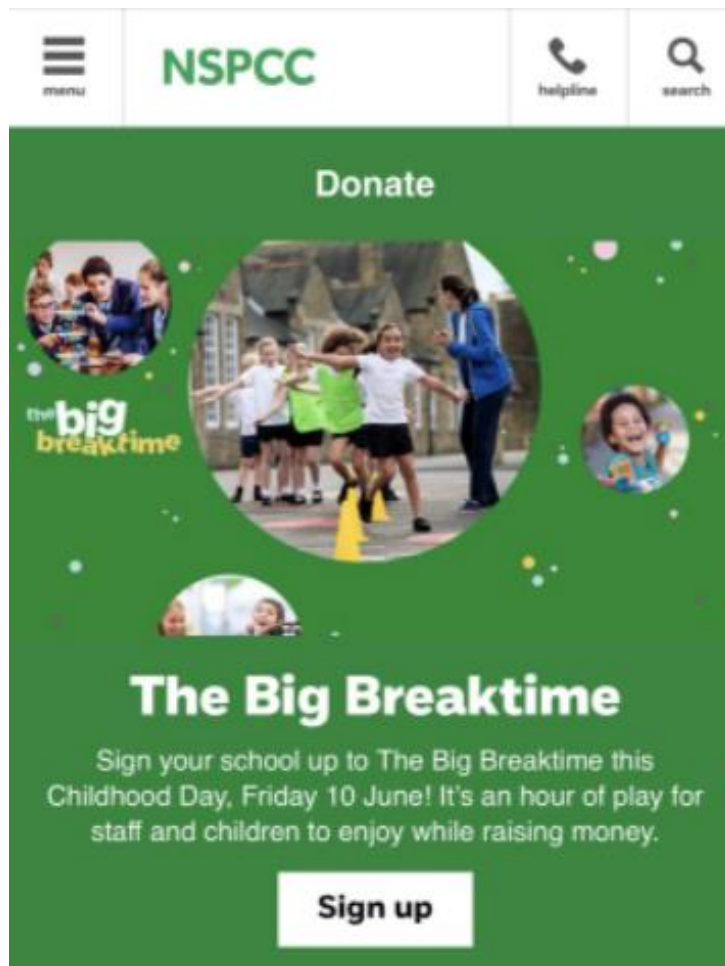 menu
NSPCC
helpline
search
Donate
the big
breaktime
The Big Breaktime
Sign your school up to The Big Breaktime this
Childhood Day, Friday 10 June! It's an hour of play for
staff and children to enjoy while raising money.
Sign up